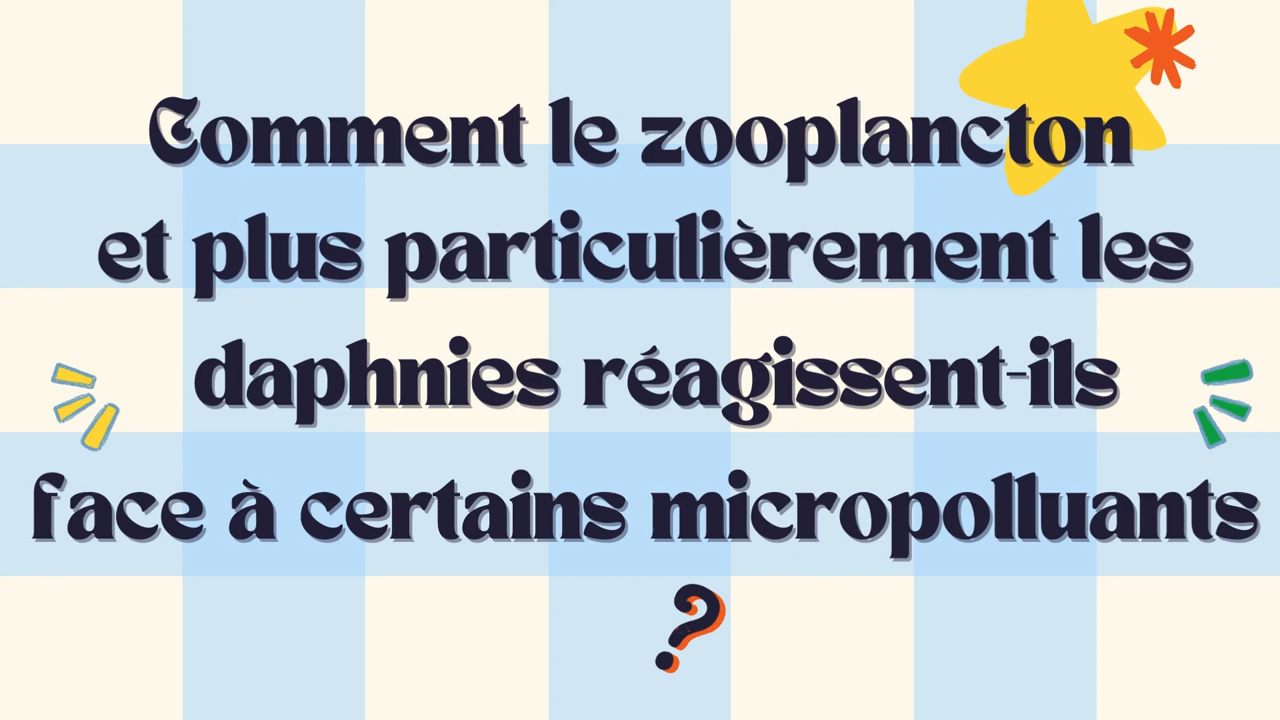 Comment le zooplancton
et plus particulièrement les
daphnies réagissent-ils
face à certains micropolluants
?